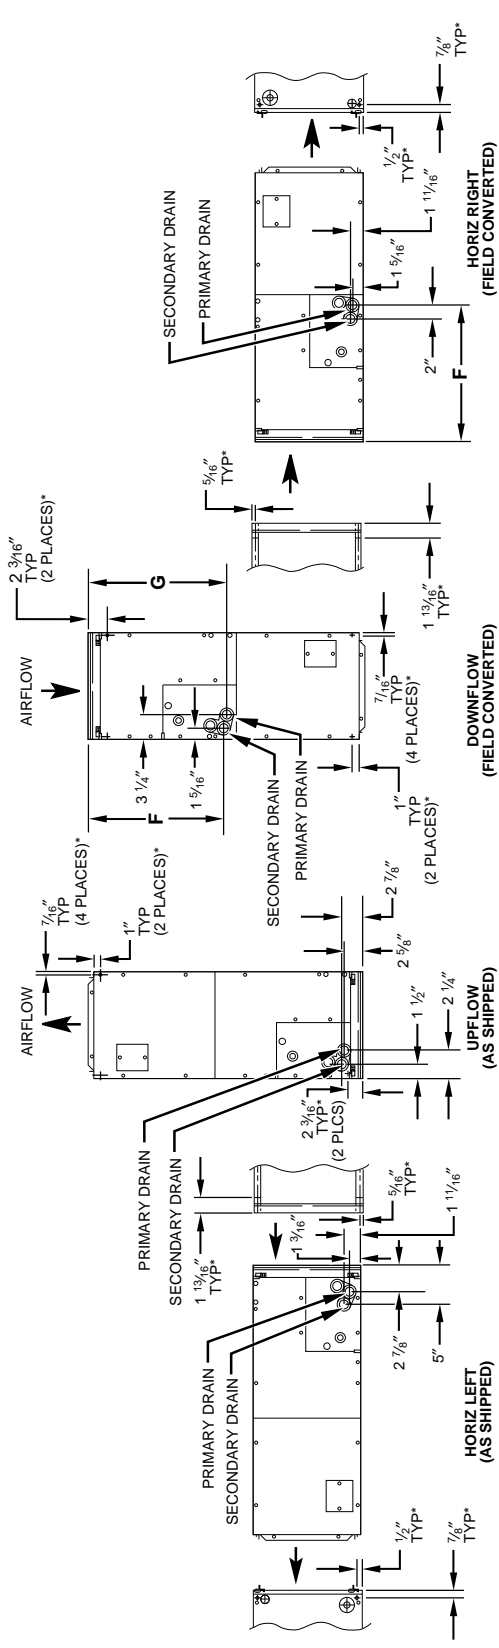 PRIMARY DRAIN
SECONDARY DRAIN
1 13/16″
TYP*
1 3/16″
5/16″
TYP*
1 11/16″
2 7/8″
5″
1/2″
TYP*
7/8″
TYP*
HORIZ LEFT
(AS SHIPPED)
AIRFLOW
7/16″
TYP
(4 PLACES)*
1″
TYP
(2 PLACES)*
PRIMARY DRAIN
SECONDARY DRAIN
2 3/16″
TYP*
(2 PLCS)
2 5/8″
2 7/8″
1 1/2″
2 1/4″
UPFLOW
(AS SHIPPED)
AIRFLOW
2 3/16″
TYP
(2 PLACES)*
F
G
3 1/4″
1 5/16″
SECONDARY DRAIN
PRIMARY DRAIN
7/16″
TYP
(4 PLACES)*
1″
TYP
(2 PLACES)*
DOWNFLOW
(FIELD CONVERTED)
SECONDARY DRAIN
PRIMARY DRAIN
5/16″
TYP*
1 13/16″
TYP*
7/8″
TYP*
1/2″
TYP*
1 11/16″
1 5/16″
2″
F
HORIZ RIGHT
(FIELD CONVERTED)